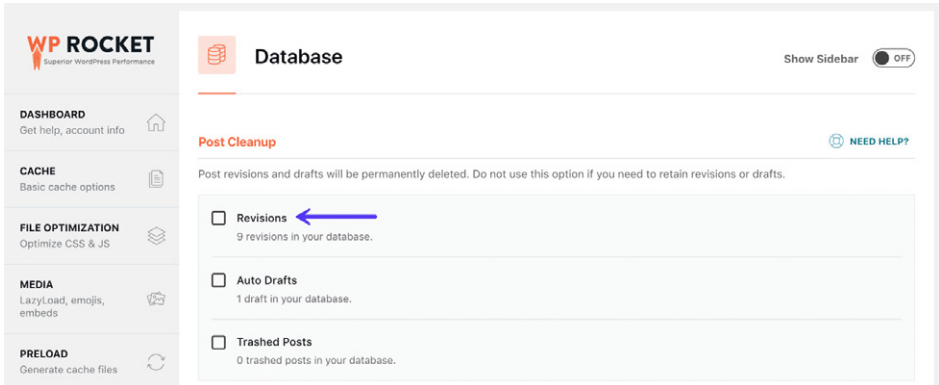 WP ROCKET
Superior WordPress Performance
DASHBOARD
Get help, account info
CACHE
Basic cache options
FILE OPTIMIZATION
Optimize CSS & JS
MEDIA
LazyLoad, emojis,
embeds
PRELOAD
Generate cache files
Database
Show Sidebar
OFF
Post Cleanup
NEED HELP?
Post revisions and drafts will be permanently deleted. Do not use this option if you need to retain revisions or drafts.
Revisions
9 revisions in your database.
Auto Drafts
1 draft in your database.
Trashed Posts
0 trashed posts in your database.